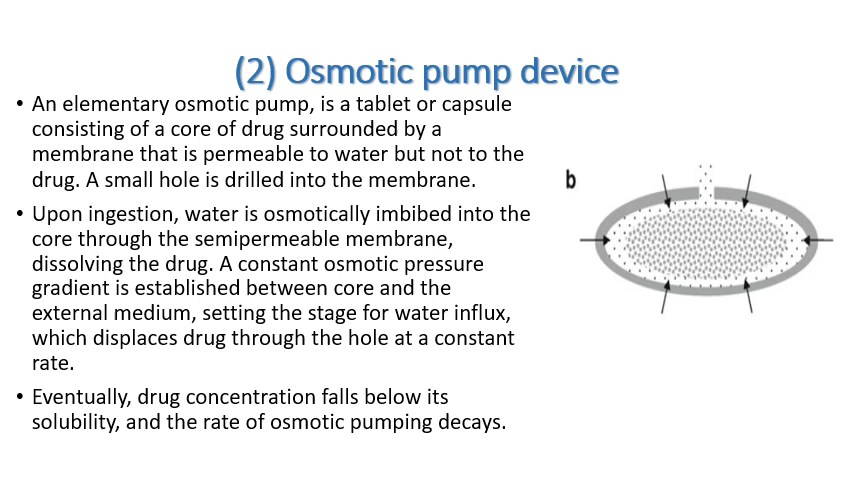 (2) Osmotic pump device
• An elementary osmotic pump, is a tablet or capsule
consisting of a core of drug surrounded by a
membrane that is permeable to water but not to the
drug. A small hole is drilled into the membrane.
• Upon ingestion, water is osmotically imbibed into the
core through the semipermeable membrane,
dissolving the drug. A constant osmotic pressure
gradient is established between core and the
external medium, setting the stage for water influx,
which displaces drug through the hole at a constant
rate.
• Eventually, drug concentration falls below its
solubility, and the rate of osmotic pumping decays.
b